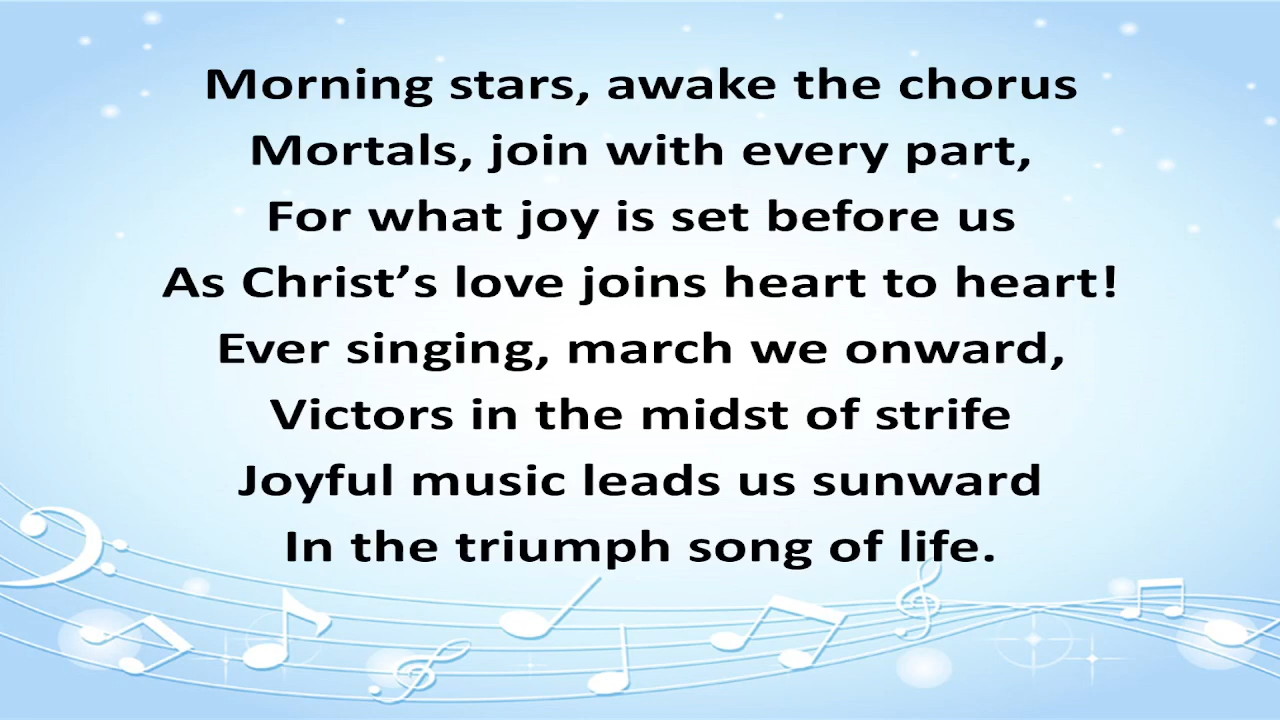 Morning stars, awake the chorus
Mortals, join with every part,
For what joy is set before us
As Christ’s love joins heart to heart!
Ever singing, march we onward,
Victors in the midst of strife
Joyful music leads us sunward
In the triumph song of life.